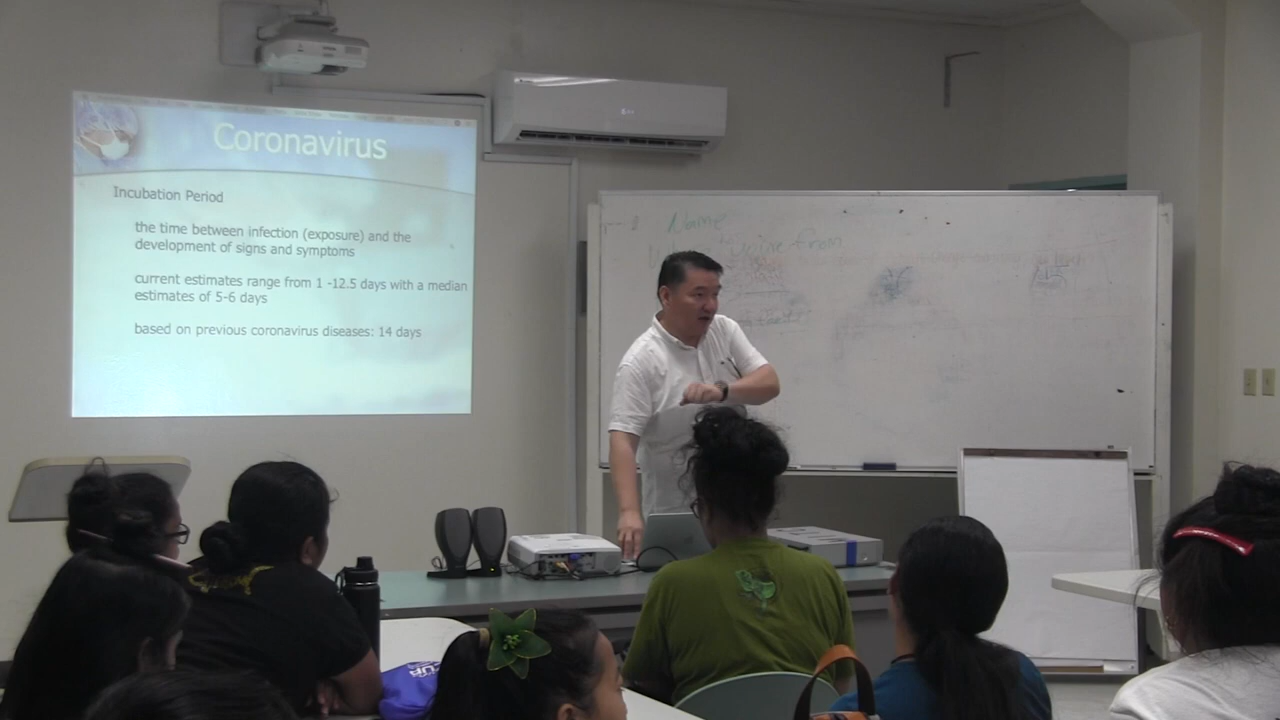 Coronavirus
Incubation Period
the time between infection (exposure) and the
development of signs and symptoms
current estimates range from 1 -12.5 days with a median
estimates of 5-6 days
based on previous coronavirus diseases: 14 days
Name
from